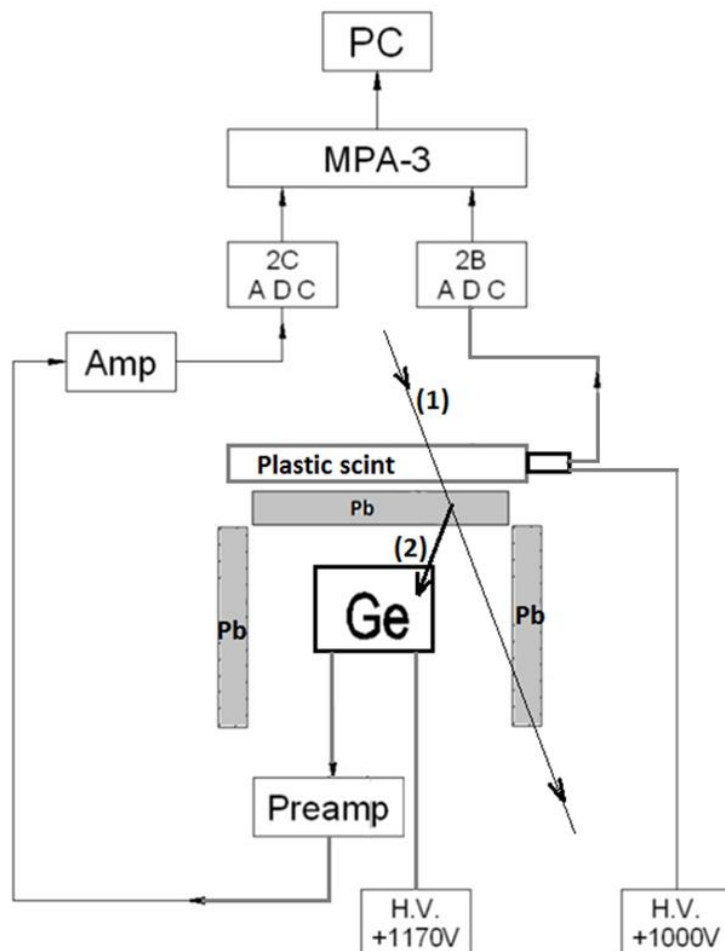 PC
MPA-3
2C
A D C
2B
A D C
Amp
(1)
Plastic scint
Pb
(2)
Ge
Pb
Pb
Preamp
H.V.
+1170V
H.V.
+1000V